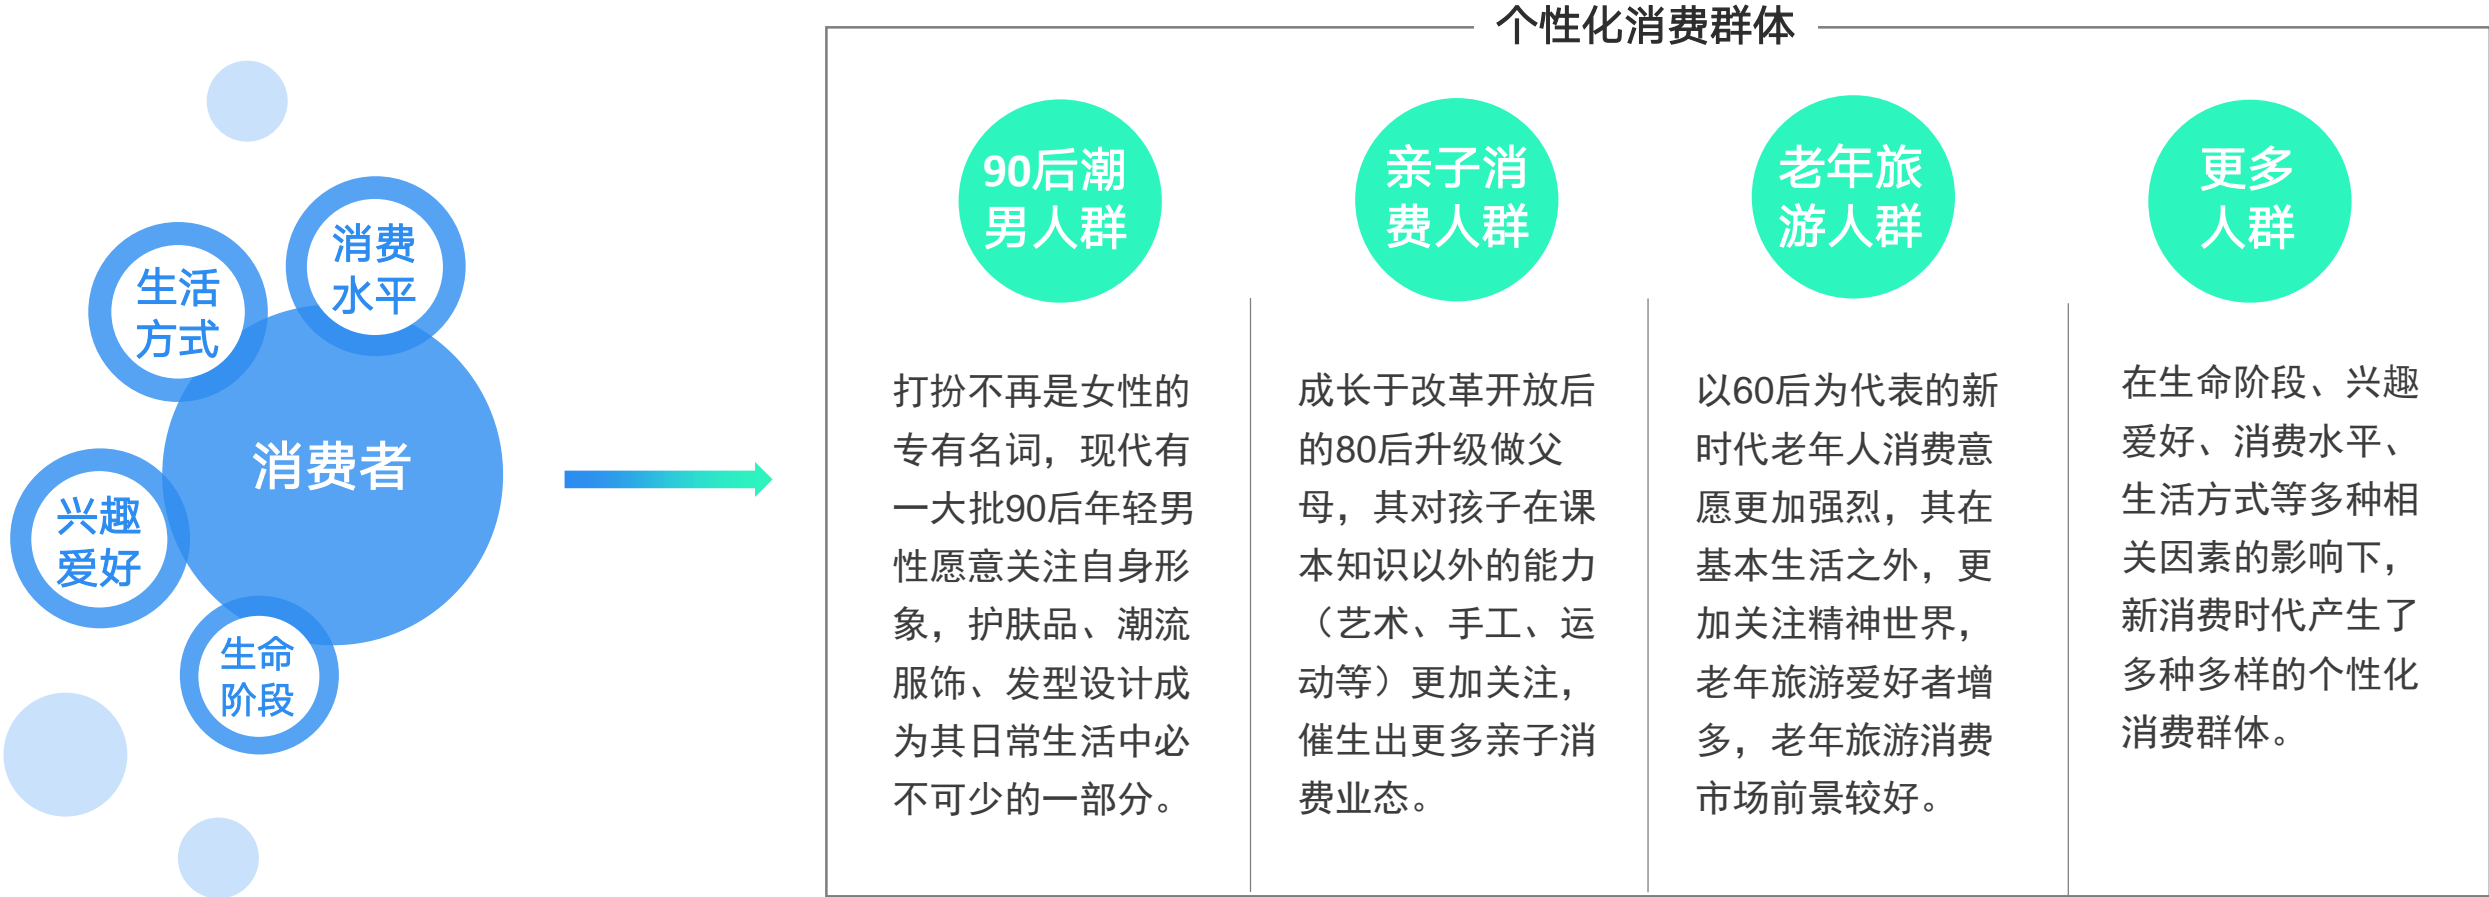 消费
水平
生活
方式
消费者
兴趣
爱好
生命
阶段
个性化消费群体
90后潮
男人群
打扮不再是女性的
专有名词，现代有
一大批90后年轻男
性愿意关注自身形
象，护肤品、潮流
服饰、发型设计成
为其日常生活中必
不可少的一部分。
亲子消
费人群
成长于改革开放后
的80后升级做父
母，其对孩子在课
本知识以外的能力
（艺术、手工、运
动等）更加关注，
催生出更多亲子消
费业态。
老年旅
游人群
以60后为代表的新
时代老年人消费意
愿更加强烈，其在
基本生活之外，更
加关注精神世界，
老年旅游爱好者增
多，老年旅游消费
市场前景较好。
更多
人群
在生命阶段、兴趣
爱好、消费水平、
生活方式等多种相
关因素的影响下，
新消费时代产生了
多种多样的个性化
消费群体。